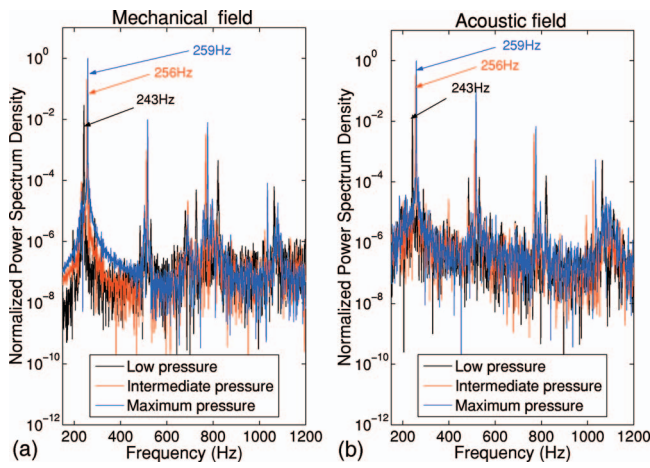 Mechanical field
Normalized Power Spectrum Density
10^0
10^-2
10^-4
10^-6
10^-8
10^-10
10^-12
259Hz
256Hz
243Hz
Low pressure
Intermediate pressure
Maximum pressure
200 400 600 800 1000 1200
Frequency (Hz)
(a)
Acoustic field
Normalized Power Spectrum Density
10^0
10^-2
10^-4
10^-6
10^-8
10^-10
10^-12
259Hz
256Hz
243Hz
Low pressure
Intermediate pressure
Maximum pressure
200 400 600 800 1000 1200
Frequency (Hz)
(b)